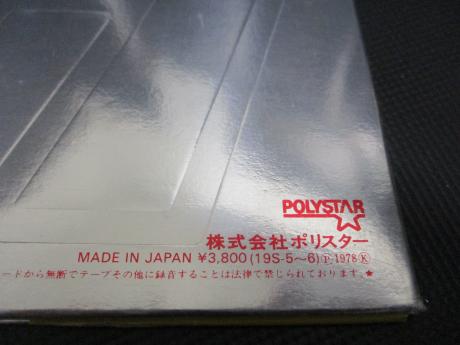 POLYSTAR
株式会社ポリスター
MADE IN JAPAN ¥3,800 (19S-5〜6) Ⓟ 1978 Ⓚ
ードから無断でテープその他に録音することは法律で禁じられております。★